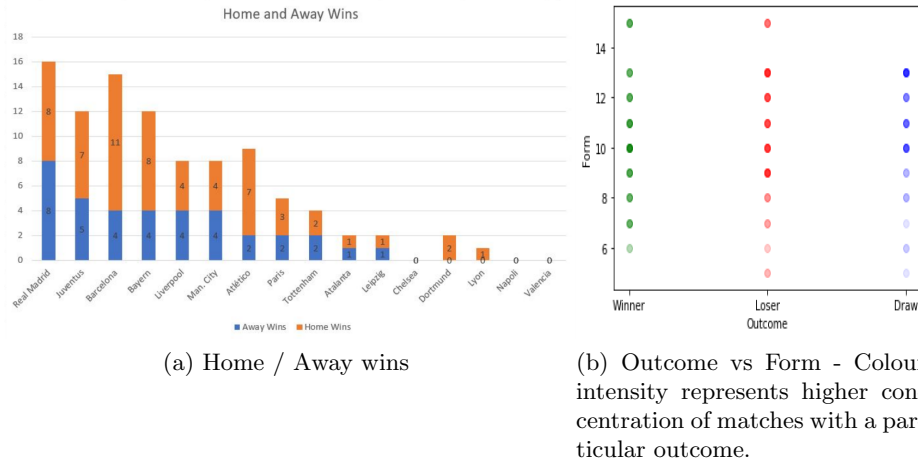 Home and Away Wins
18
16
14
12
10
8
6
4
2
0
8 7 11 8 4 4 7 3 2 1 1 0 0 2 0 1 0 0
8 5 4 4 4 4 2 2 2 1 1
Real Madrid
Juventus
Barcelona
Bayern
Liverpool
Man. City
Atlético
Paris
Tottenham
Atalanta
Leipzig
Chelsea
Dortmund
Lyon
Napoli
Valencia
Away Wins Home Wins
(a) Home / Away wins
14
12
10
8
6
Form
Winner Loser Draw
Outcome
(b) Outcome vs Form - Colour
intensity represents higher con
centration of matches with a par
ticular outcome.